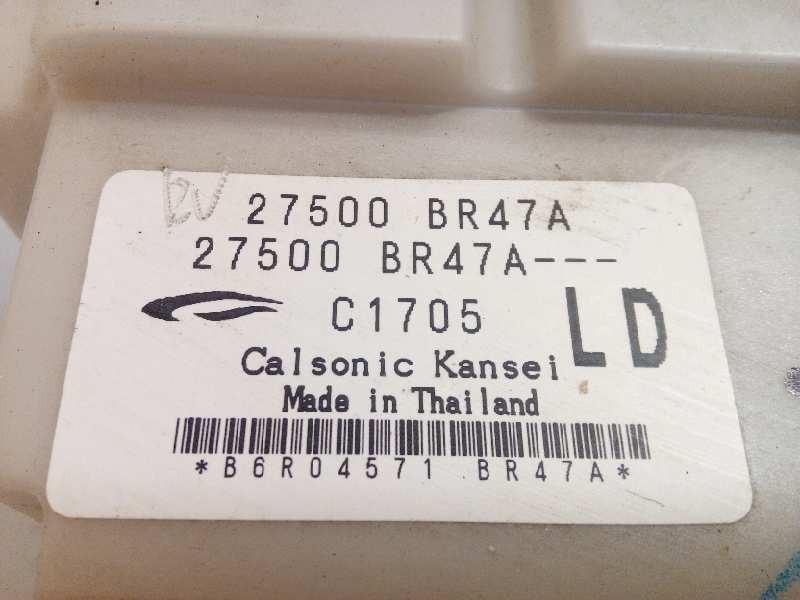 27500 BR47A
27500 BR47A---
C1705
LD
Calsonic Kansei
Made in Thailand
*B6R04571 BR47A*